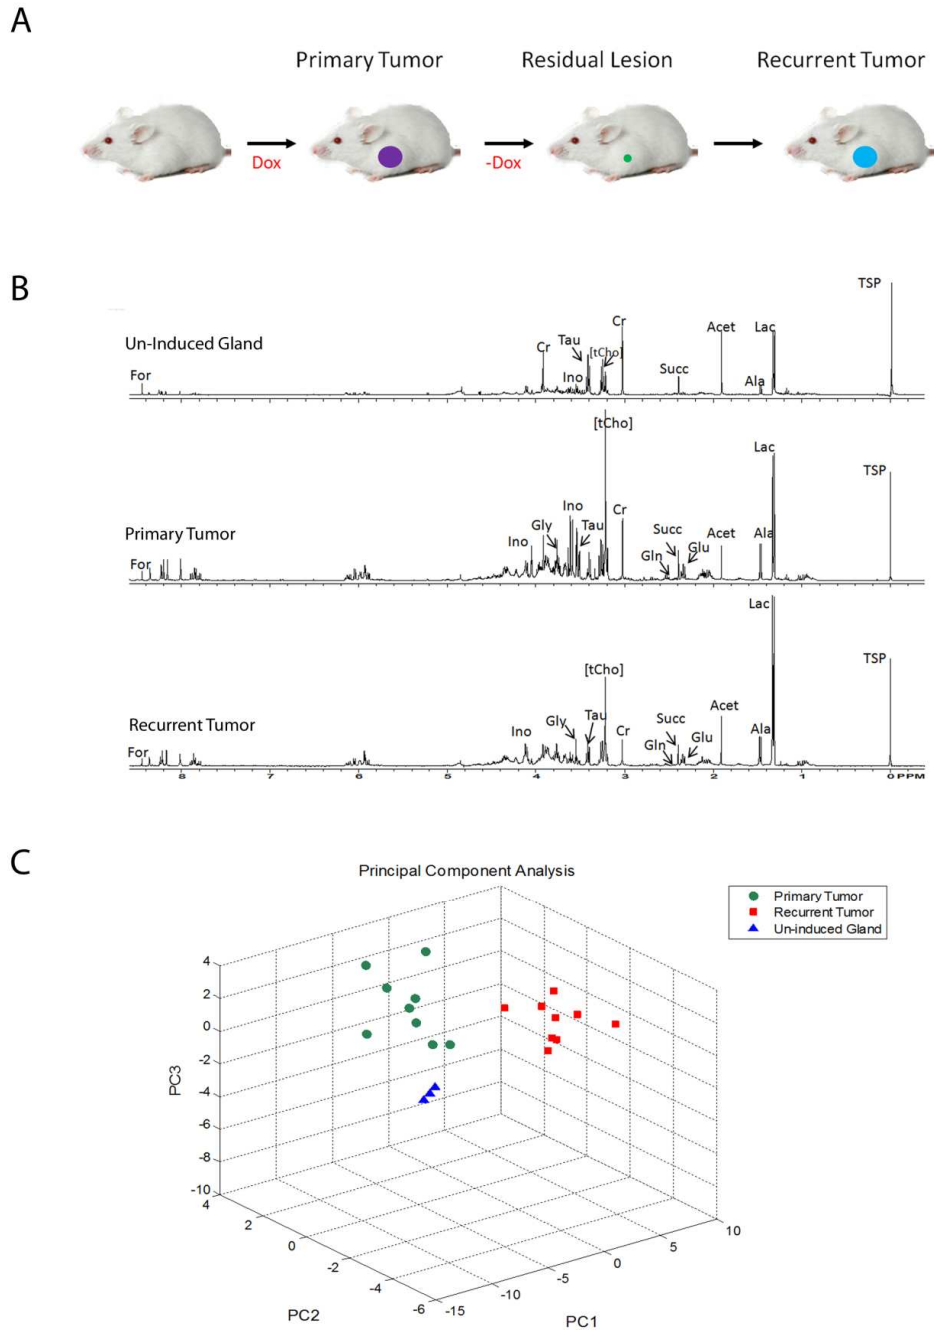 A
Primary Tumor Residual Lesion Recurrent Tumor
Dox -Dox
B
Un-Induced Gland
For Cr Tau Ino [tCho] Cr Succ Acet Ala Lac TSP
Primary Tumor
For Ino Gly Ino Tau [tCho] Cr Gln Succ Glu Acet Ala Lac TSP
Recurrent Tumor
For Ino Gly Tau [tCho] Cr Gln Succ Glu Acet Ala Lac TSP
8 7 6 5 4 3 2 1 0 PPM
C
Principal Component Analysis
Primary Tumor
Recurrent Tumor
Un-induced Gland
PC3
4
2
0
-2
-4
-6
-8
-10
4
2
0
-2
-4
-6
PC2
-15
-10
-5
0
5
10
PC1